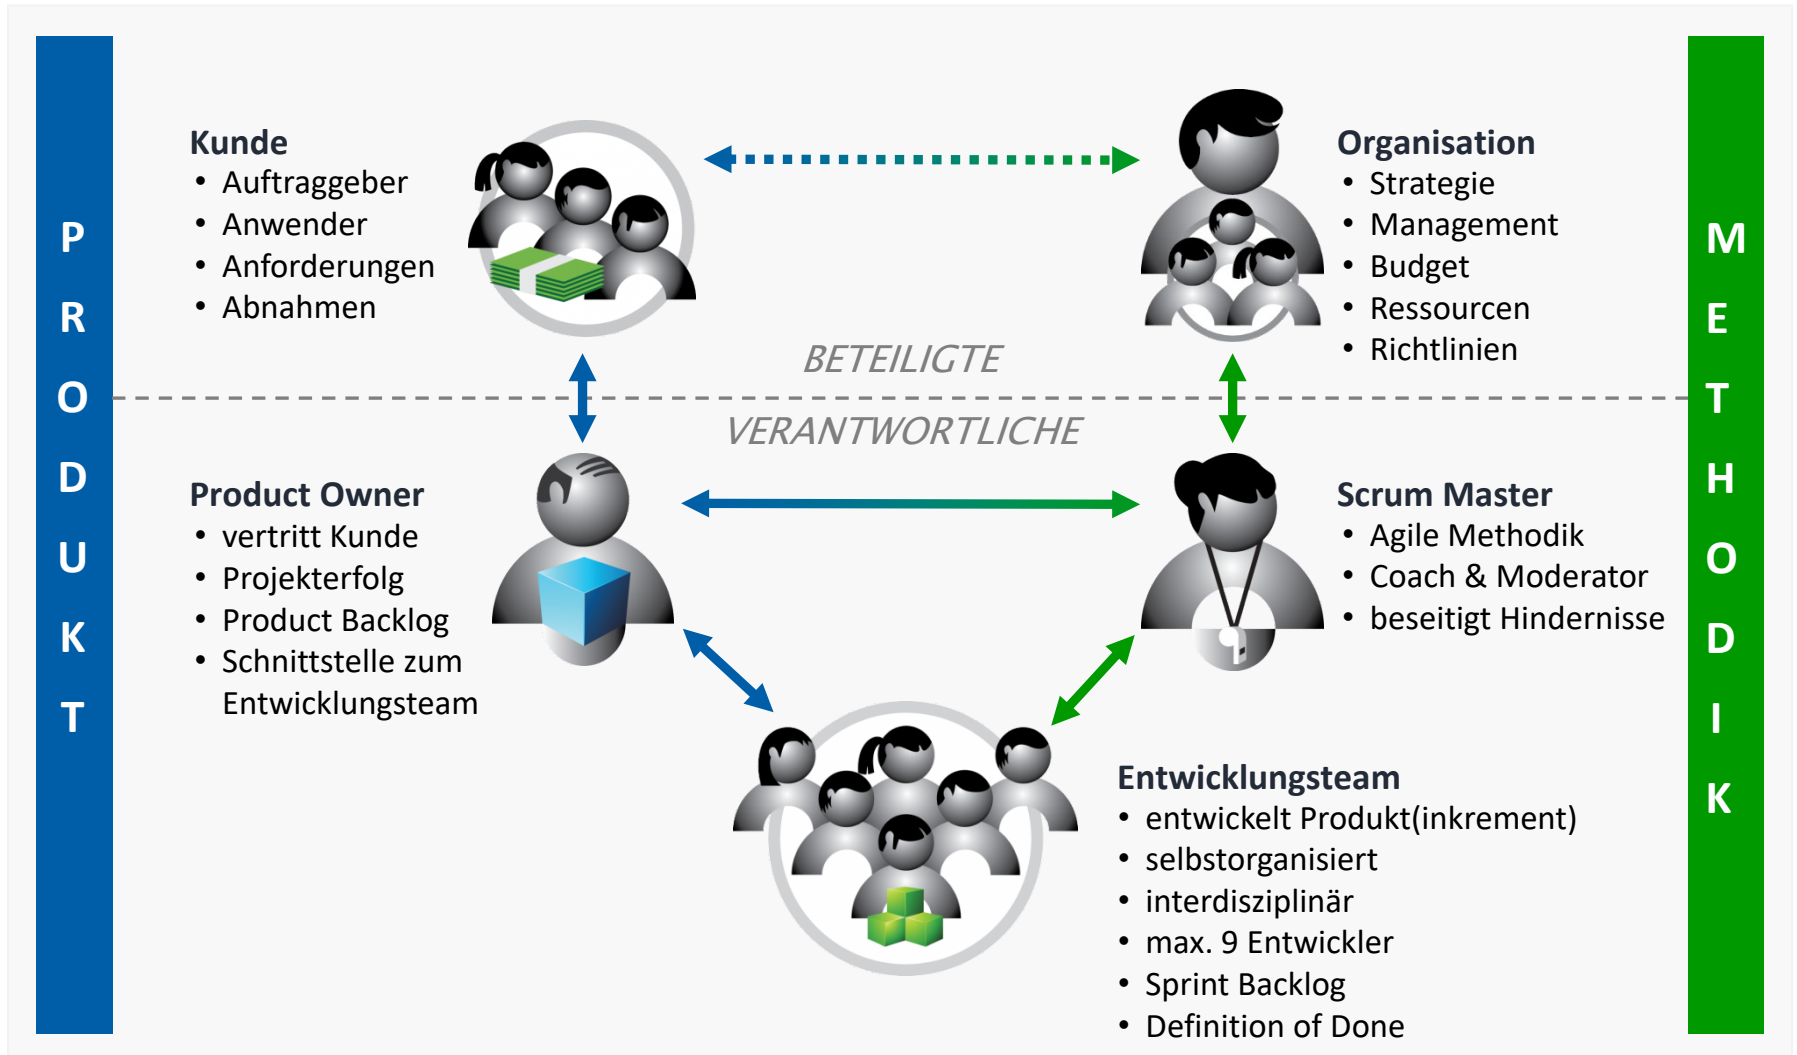 PRODUKT
Kunde
• Auftraggeber
• Anwender
• Anforderungen
• Abnahmen
Organisation
• Strategie
• Management
• Budget
• Ressourcen
• Richtlinien
BETEILIGTE
VERANTWORTLICHE
Product Owner
• vertritt Kunde
• Projekterfolg
• Product Backlog
• Schnittstelle zum
Entwicklungsteam
Scrum Master
• Agile Methodik
• Coach & Moderator
• beseitigt Hindernisse
Entwicklungsteam
• entwickelt Produkt(inkrement)
• selbstorganisiert
• interdisziplinär
• max. 9 Entwickler
• Sprint Backlog
• Definition of Done
METHODIK